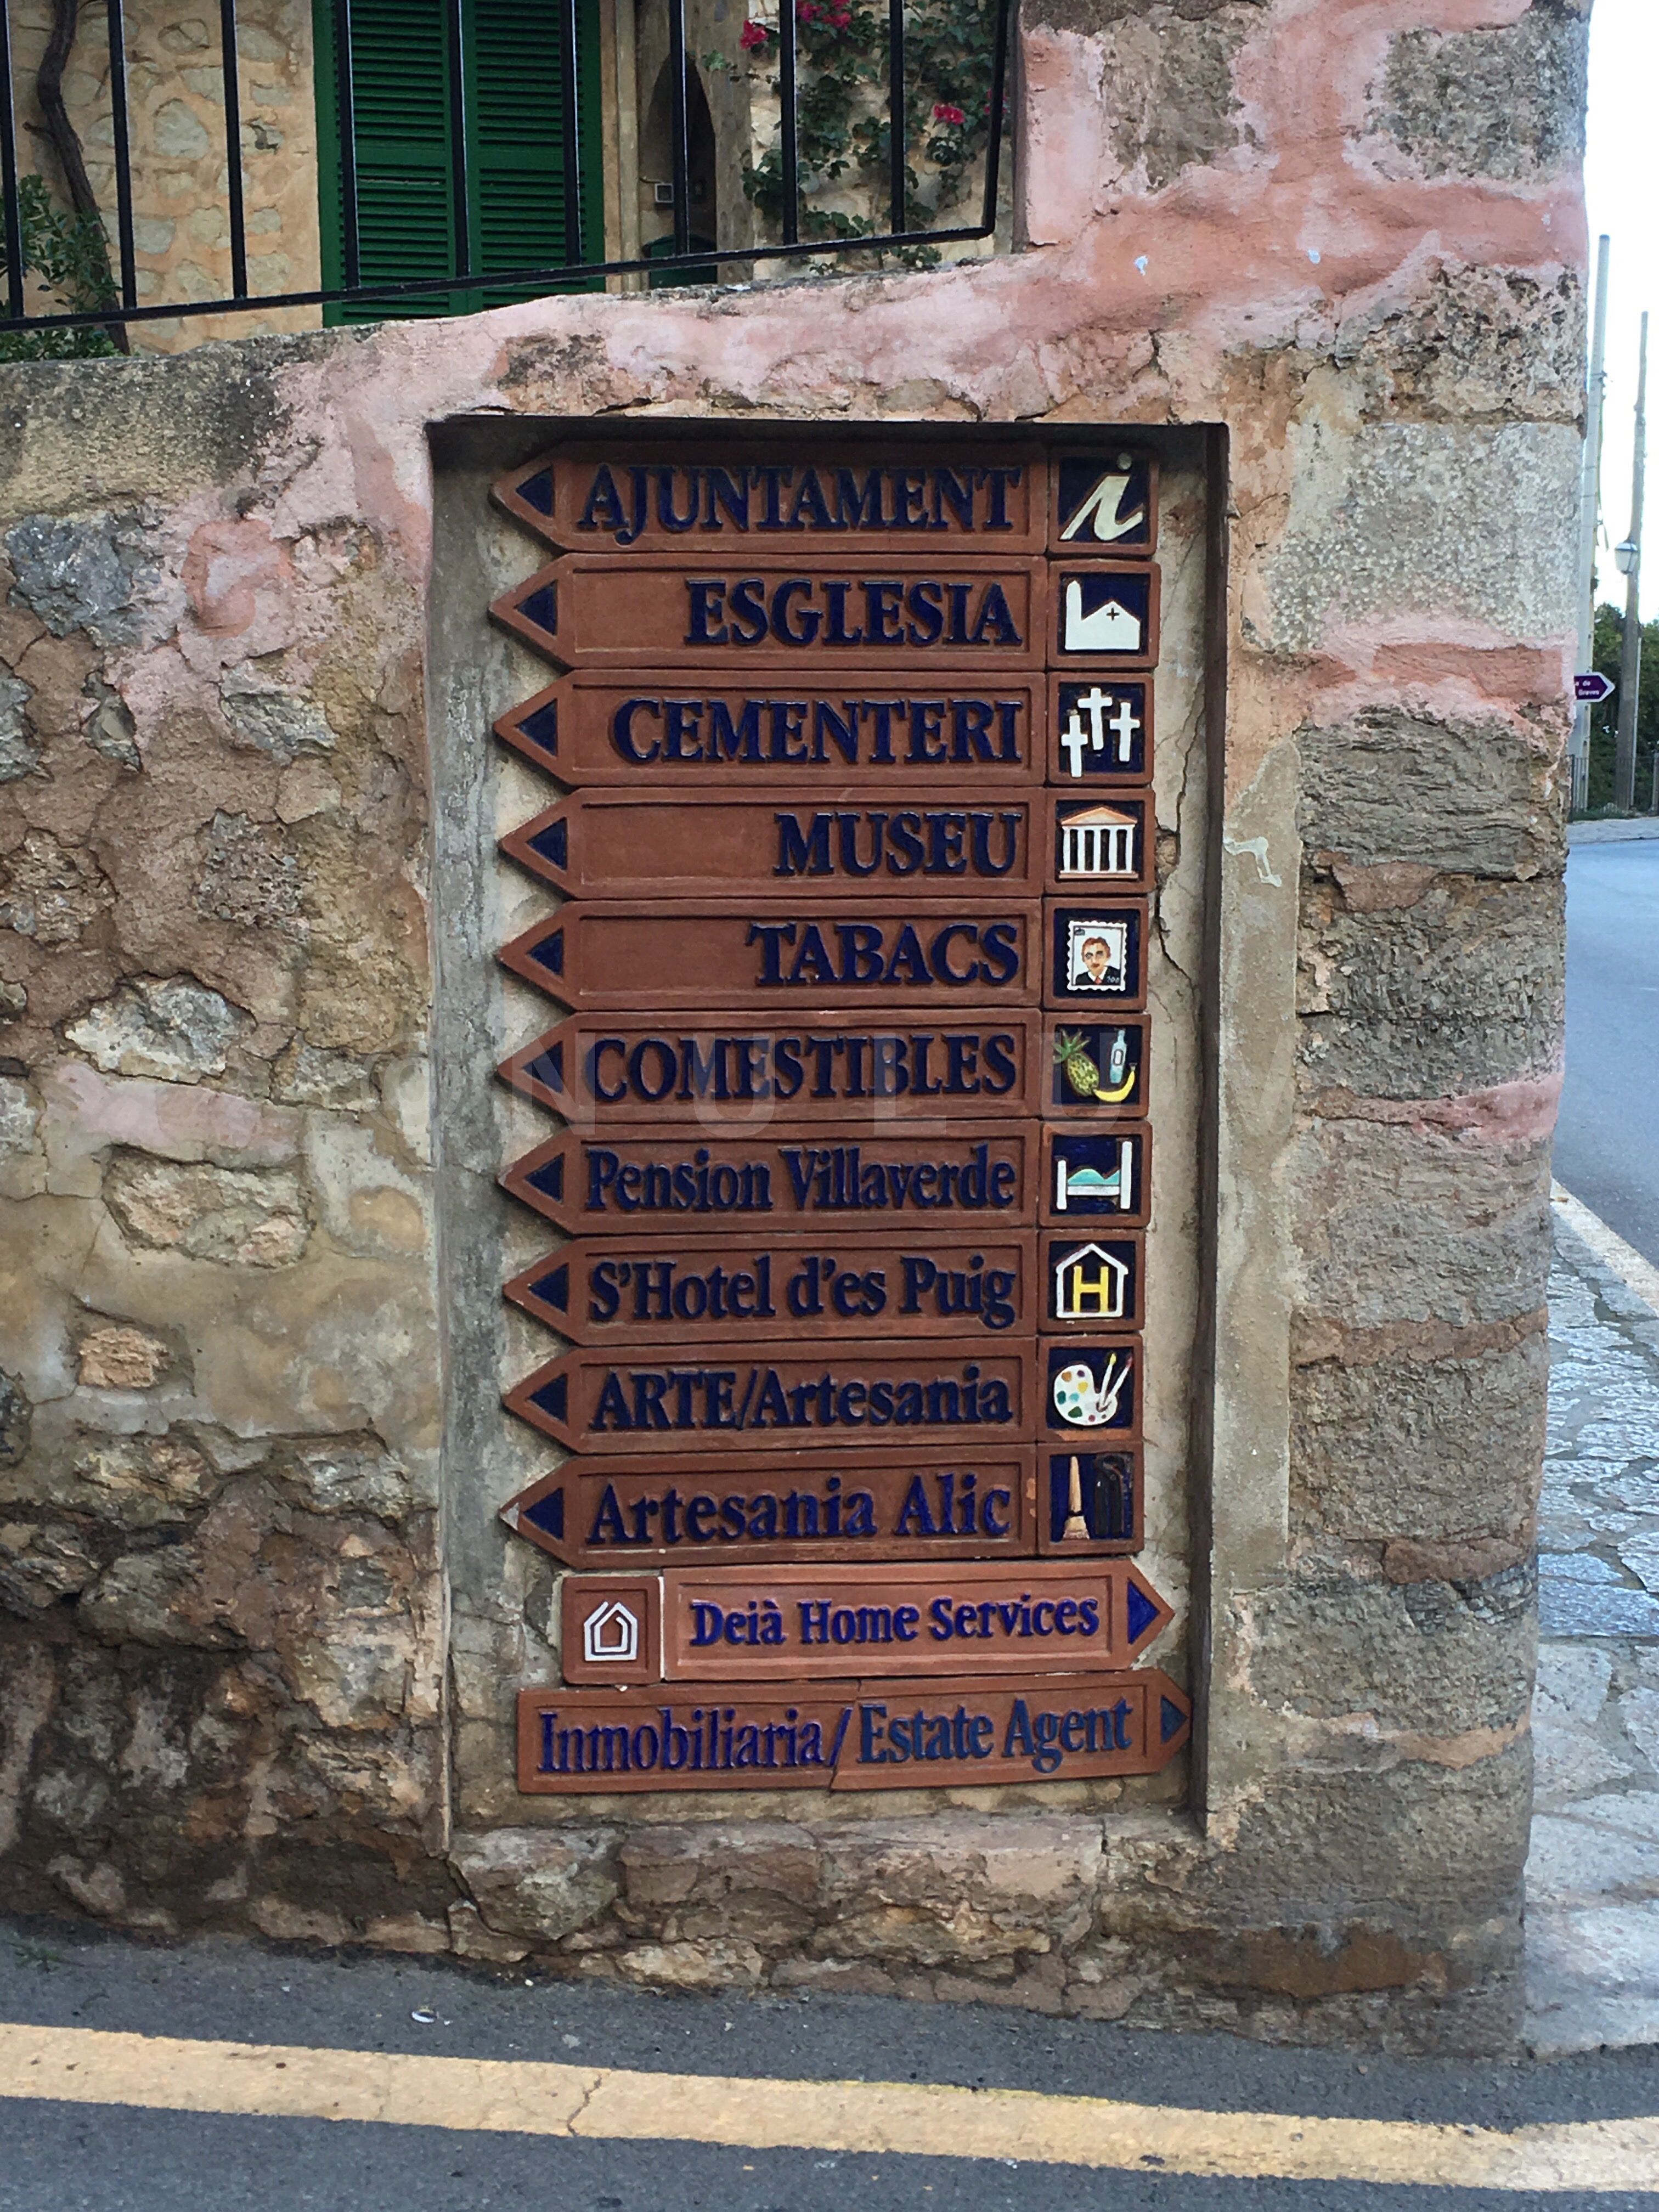 AJUNTAMENT
ESGLESIA
CEMENTERI
MUSEU
TABACS
COMESTIBLES
Pension Villaverde
S'Hotel d'es Puig
H
ARTE/Artesania
Artesania Alic
Deià Home Services
Inmobiliaria/Estate Agent